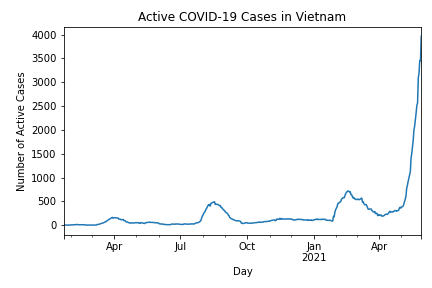 Active COVID-19 Cases in Vietnam
Number of Active Cases
4000
3500
3000
2500
2000
1500
1000
500
0
Apr
Jul
Oct
Jan
2021
Apr
Day